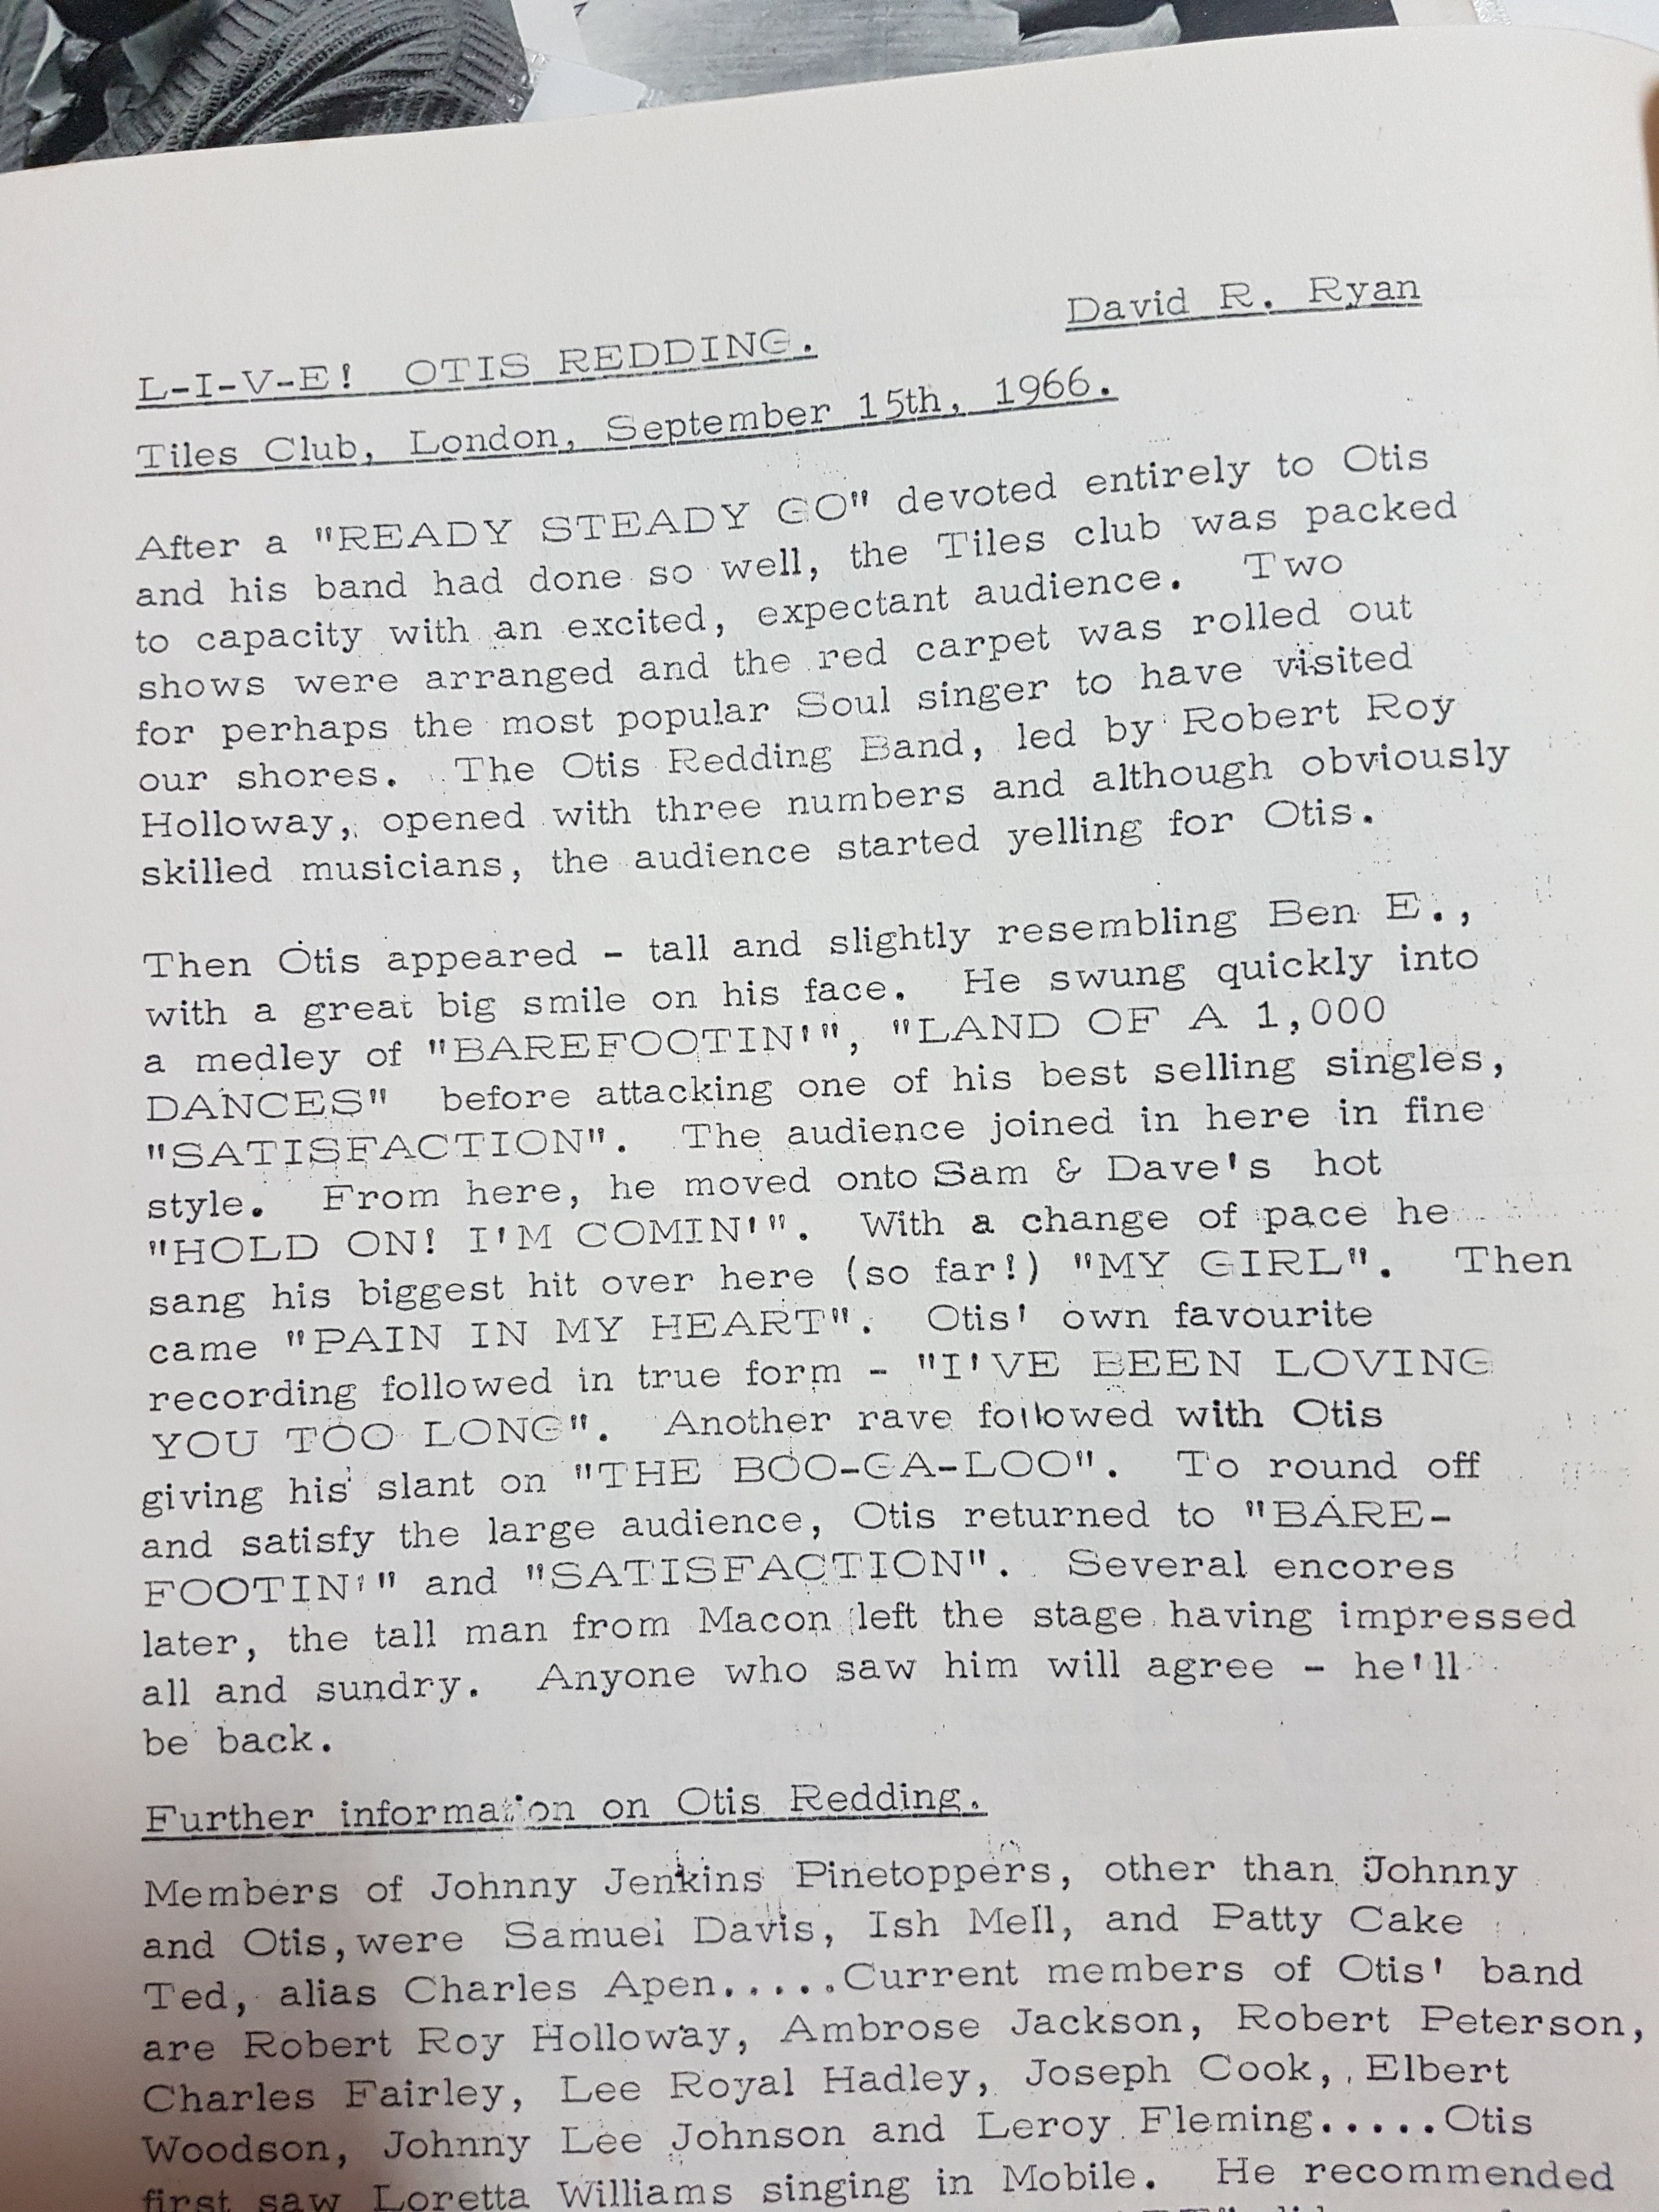 David R. Ryan
L-I-V-E! OTIS REDDING.
Tiles Club, London, September 15th, 1966.
After a "READY STEADY GO" devoted entirely to Otis
and his band had done so well, the Tiles club was packed
to capacity with an excited, expectant audience. Two
shows were arranged and the red carpet was rolled out
for perhaps the most popular Soul singer to have visited
our shores. The Otis Redding Band, led by Robert Roy
Holloway, opened with three numbers and although obviously
skilled musicians, the audience started yelling for Otis.
Then Otis appeared - tall and slightly resembling Ben E.,
with a great big smile on his face. He swung quickly into
a medley of "BAREFOOTIN'", "LAND OF A 1,000
DANCES" before attacking one of his best selling singles,
"SATISFACTION". The audience joined in here in fine
style. From here, he moved onto Sam & Dave's hot
"HOLD ON! I'M COMIN'". With a change of pace he
sang his biggest hit over here (so far!) "MY GIRL". Then
came "PAIN IN MY HEART". Otis' own favourite
recording followed in true form - "I'VE BEEN LOVING
YOU TOO LONG". Another rave followed with Otis
giving his slant on "THE BOO-GA-LOO". To round off
and satisfy the large audience, Otis returned to "BARE-
FOOTIN'" and "SATISFACTION". Several encores
later, the tall man from Macon left the stage having impressed
all and sundry. Anyone who saw him will agree - he'll
be back.
Further information on Otis Redding.
Members of Johnny Jenkins Pinetoppers, other than Johnny
and Otis, were Samuel Davis, Ish Mell, and Patty Cake
Ted, alias Charles Apen.....Current members of Otis' band
are Robert Roy Holloway, Ambrose Jackson, Robert Peterson,
Charles Fairley, Lee Royal Hadley, Joseph Cook, Elbert
Woodson, Johnny Lee Johnson and Leroy Fleming.....Otis
first saw Loretta Williams singing in Mobile. He recommended